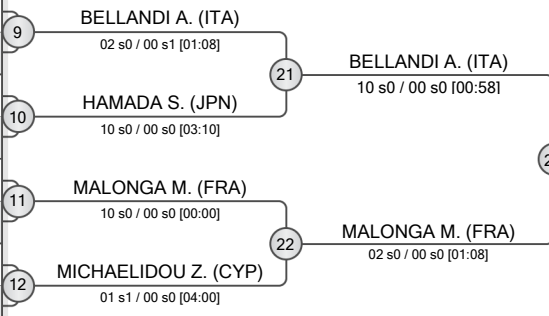 9
BELLANDI A. (ITA)
02 s0 / 00 s1 [01:08]
21
BELLANDI A. (ITA)
10 s0 / 00 s0 [00:58]
HAMADA S. (JPN)
10
10 s0 / 00 s0 [03:10]
MALONGA M. (FRA)
11
10 s0 / 00 s0 [00:00]
22
MALONGA M. (FRA)
02 s0 / 00 s0 [01:08]
MICHAELIDOU Z. (CYP)
12
01 s1 / 00 s0 [04:00]